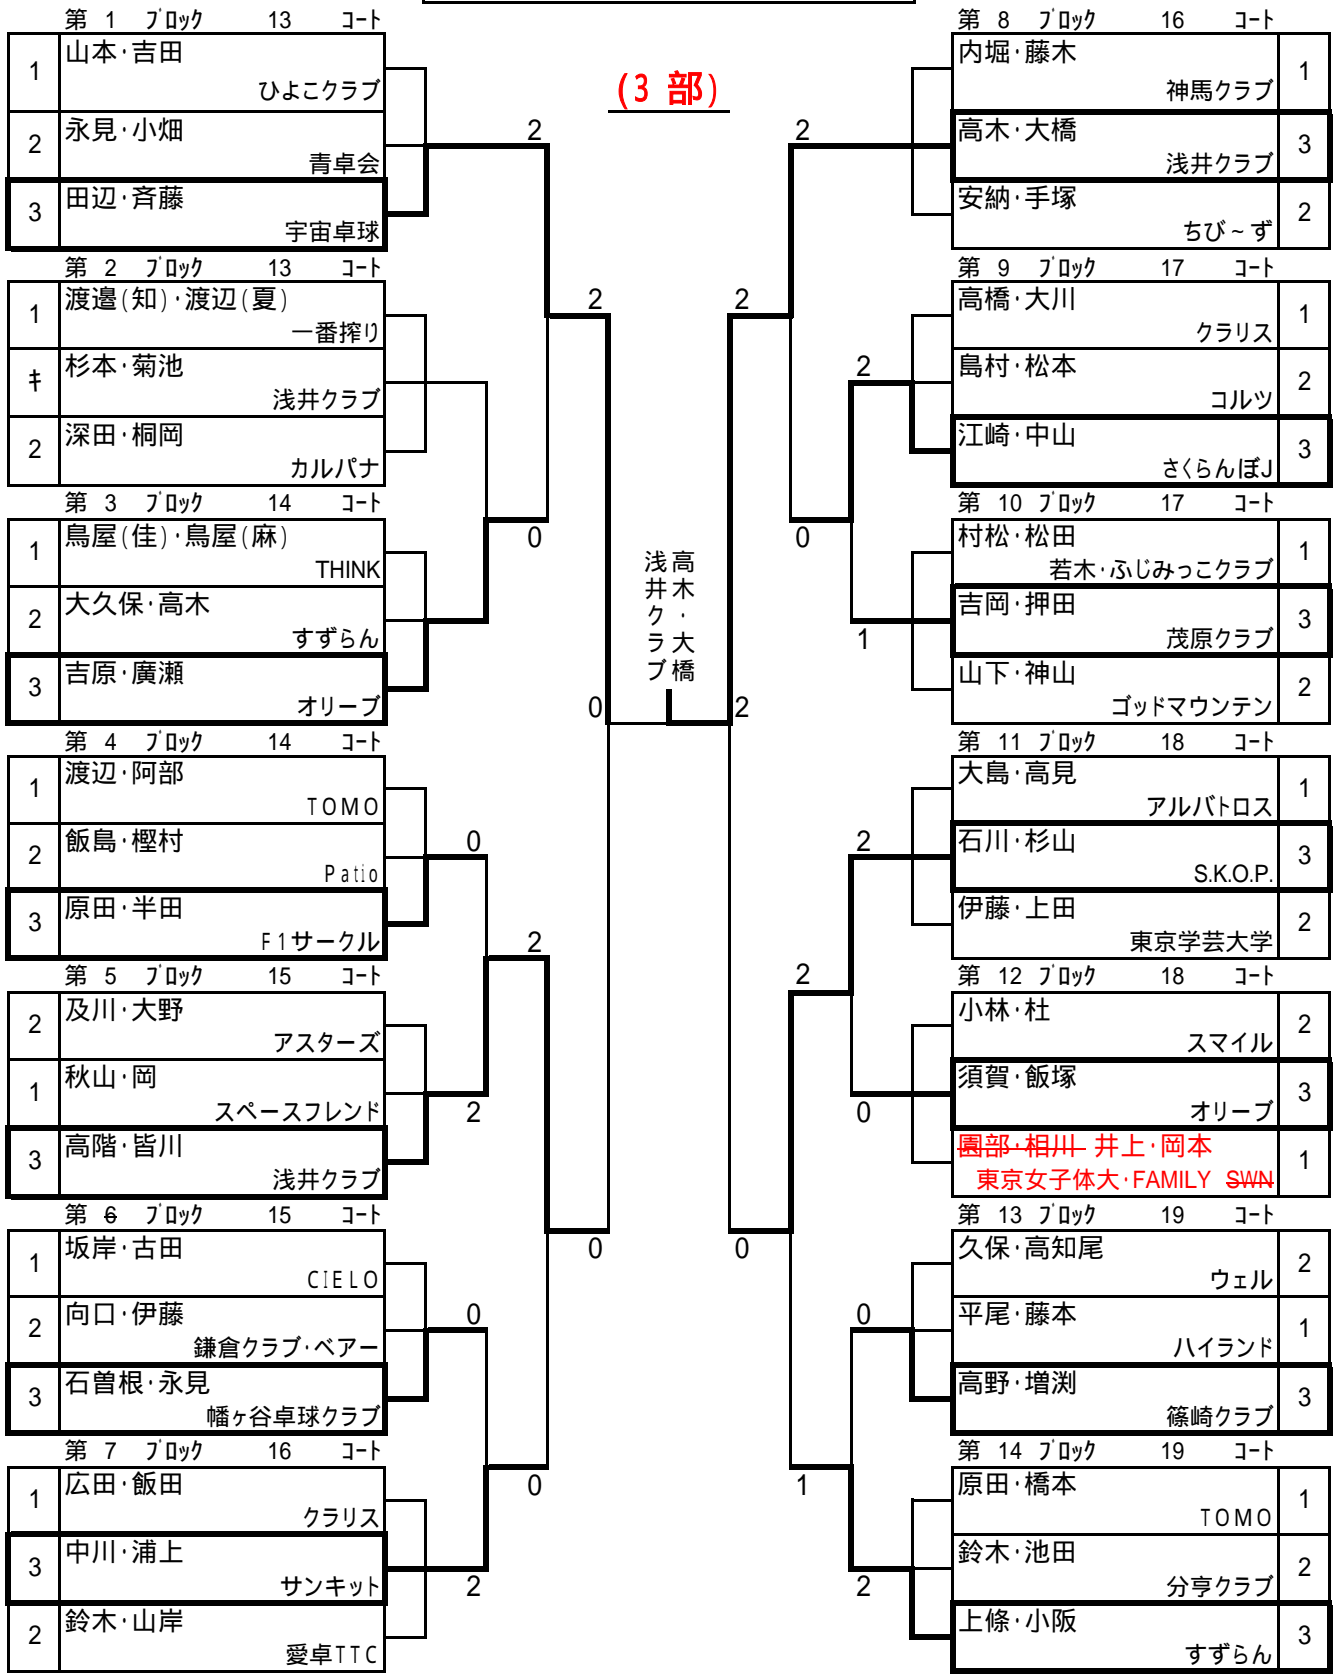 (3 部)
第 1 ブロック 13 コート
1 山本・吉田
ひよこクラブ
2 永見・小畑
青卓会
3 田辺・斉藤
宇宙卓球
第 2 ブロック 13 コート
1 渡邉(知)・渡辺(夏)
一番搾り
キ 杉本・菊池
浅井クラブ
2 深田・桐岡
カルパナ
第 3 ブロック 14 コート
1 鳥屋(佳)・鳥屋(麻)
THINK
2 大久保・高木
すずらん
3 吉原・廣瀬
オリーブ
第 4 ブロック 14 コート
1 渡辺・阿部
TOMO
2 飯島・樫村
Patio
3 原田・半田
F1サークル
第 5 ブロック 15 コート
2 及川・大野
アスターズ
1 秋山・岡
スペースフレンド
3 高階・皆川
浅井クラブ
第 6 ブロック 15 コート
1 坂岸・古田
CIELO
2 向口・伊藤
鎌倉クラブ・ベアー
3 石曽根・永見
幡ヶ谷卓球クラブ
第 7 ブロック 16 コート
1 広田・飯田
クラリス
3 中川・浦上
サンキット
2 鈴木・山岸
愛卓TTC
2
2
0
0
0
2
2
0
0
0
2
高木・大橋
浅井クラブ
2
2
2
0
1
2
2
2
0
0
0
1
2
第 8 ブロック 16 コート
内堀・藤木 1
神馬クラブ
高木・大橋 3
浅井クラブ
安納・手塚 2
ちび～ず
第 9 ブロック 17 コート
高橋・大川 1
クラリス
島村・松本 2
コルツ
江崎・中山 3
さくらんぼJ
第 10 ブロック 17 コート
村松・松田 1
若木・ふじみっこクラブ
吉岡・押田 3
茂原クラブ
山下・神山 2
ゴッドマウンテン
第 11 ブロック 18 コート
大島・高見 1
アルバトロス
石川・杉山 3
S.K.O.P.
伊藤・上田 2
東京学芸大学
第 12 ブロック 18 コート
小林・杜 2
スマイル
須賀・飯塚 3
オリーブ
園部・相川 井上・岡本 1
東京女子体大・FAMILY SWN
第 13 ブロック 19 コート
久保・高知尾 2
ウェル
平尾・藤本 1
ハイランド
高野・増渕 3
篠崎クラブ
第 14 ブロック 19 コート
原田・橋本 1
TOMO
鈴木・池田 2
分亨クラブ
上條・小阪 3
すずらん